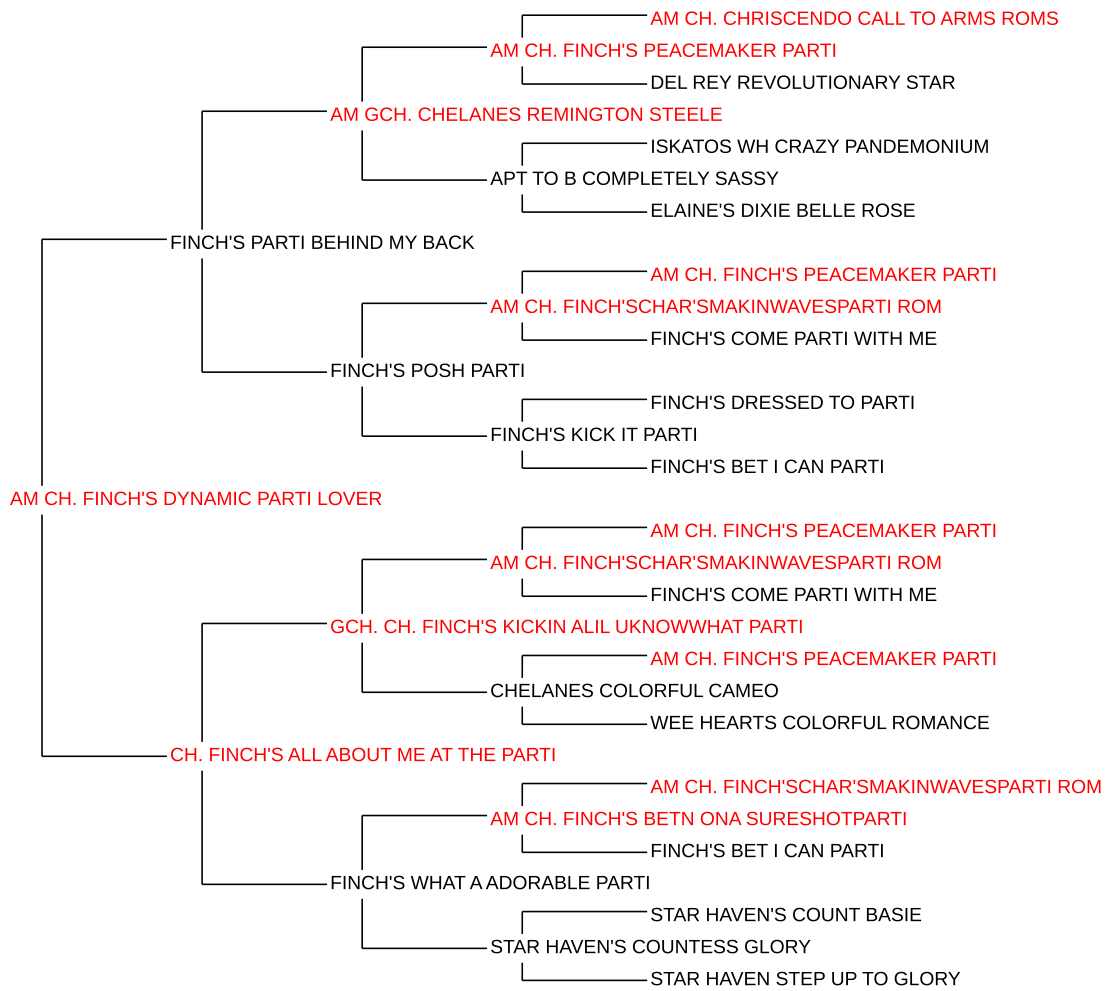 AM CH. CHRISCENDO CALL TO ARMS ROMS
AM CH. FINCH'S PEACEMAKER PARTI
DEL REY REVOLUTIONARY STAR
AM GCH. CHELANES REMINGTON STEELE
ISKATOS WH CRAZY PANDEMONIUM
APT TO B COMPLETELY SASSY
ELAINE'S DIXIE BELLE ROSE
FINCH'S PARTI BEHIND MY BACK
AM CH. FINCH'S PEACEMAKER PARTI
AM CH. FINCH'SCHAR'SMAKINWAVESPARTI ROM
FINCH'S COME PARTI WITH ME
FINCH'S POSH PARTI
FINCH'S DRESSED TO PARTI
FINCH'S KICK IT PARTI
FINCH'S BET I CAN PARTI
AM CH. FINCH'S DYNAMIC PARTI LOVER
AM CH. FINCH'S PEACEMAKER PARTI
AM CH. FINCH'SCHAR'SMAKINWAVESPARTI ROM
FINCH'S COME PARTI WITH ME
GCH. CH. FINCH'S KICKIN ALIL UKNOWWHAT PARTI
AM CH. FINCH'S PEACEMAKER PARTI
CHELANES COLORFUL CAMEO
WEE HEARTS COLORFUL ROMANCE
CH. FINCH'S ALL ABOUT ME AT THE PARTI
AM CH. FINCH'SCHAR'SMAKINWAVESPARTI ROM
AM CH. FINCH'S BETN ONA SURESHOTPARTI
FINCH'S BET I CAN PARTI
FINCH'S WHAT A ADORABLE PARTI
STAR HAVEN'S COUNT BASIE
STAR HAVEN'S COUNTESS GLORY
STAR HAVEN STEP UP TO GLORY